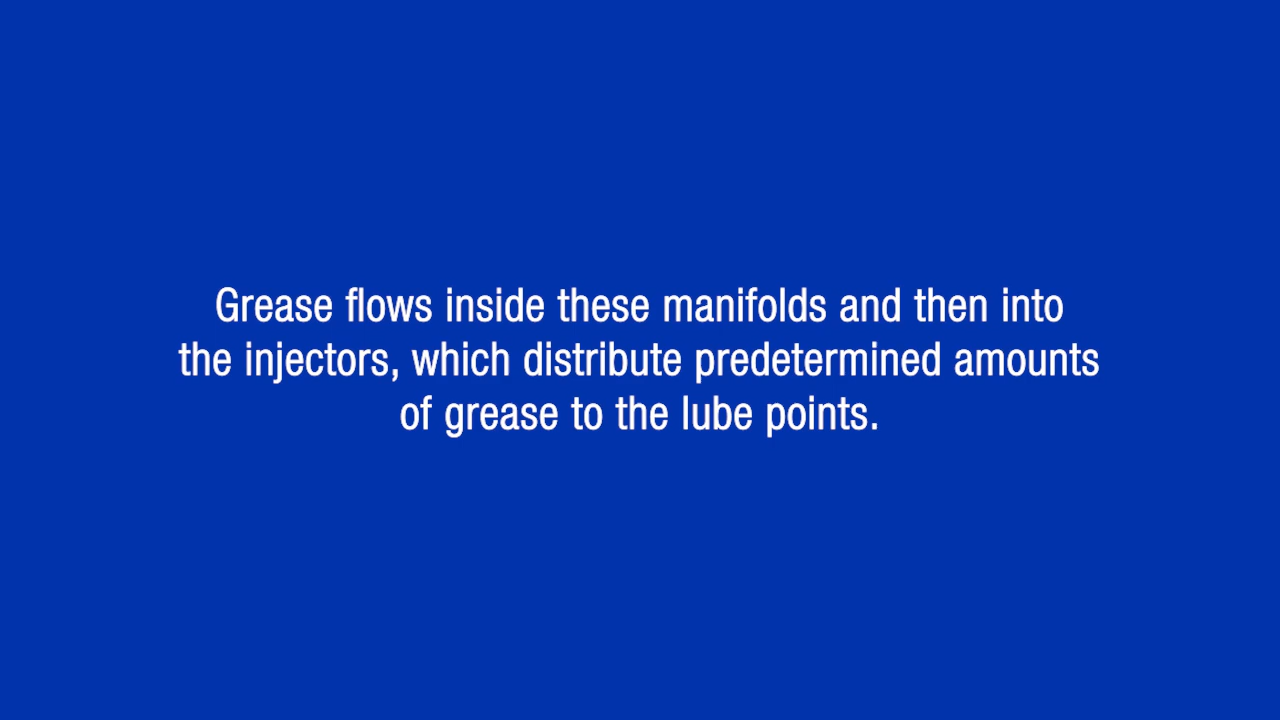 Grease flows inside these manifolds and then into
the injectors, which distribute predetermined amounts
of grease to the lube points.